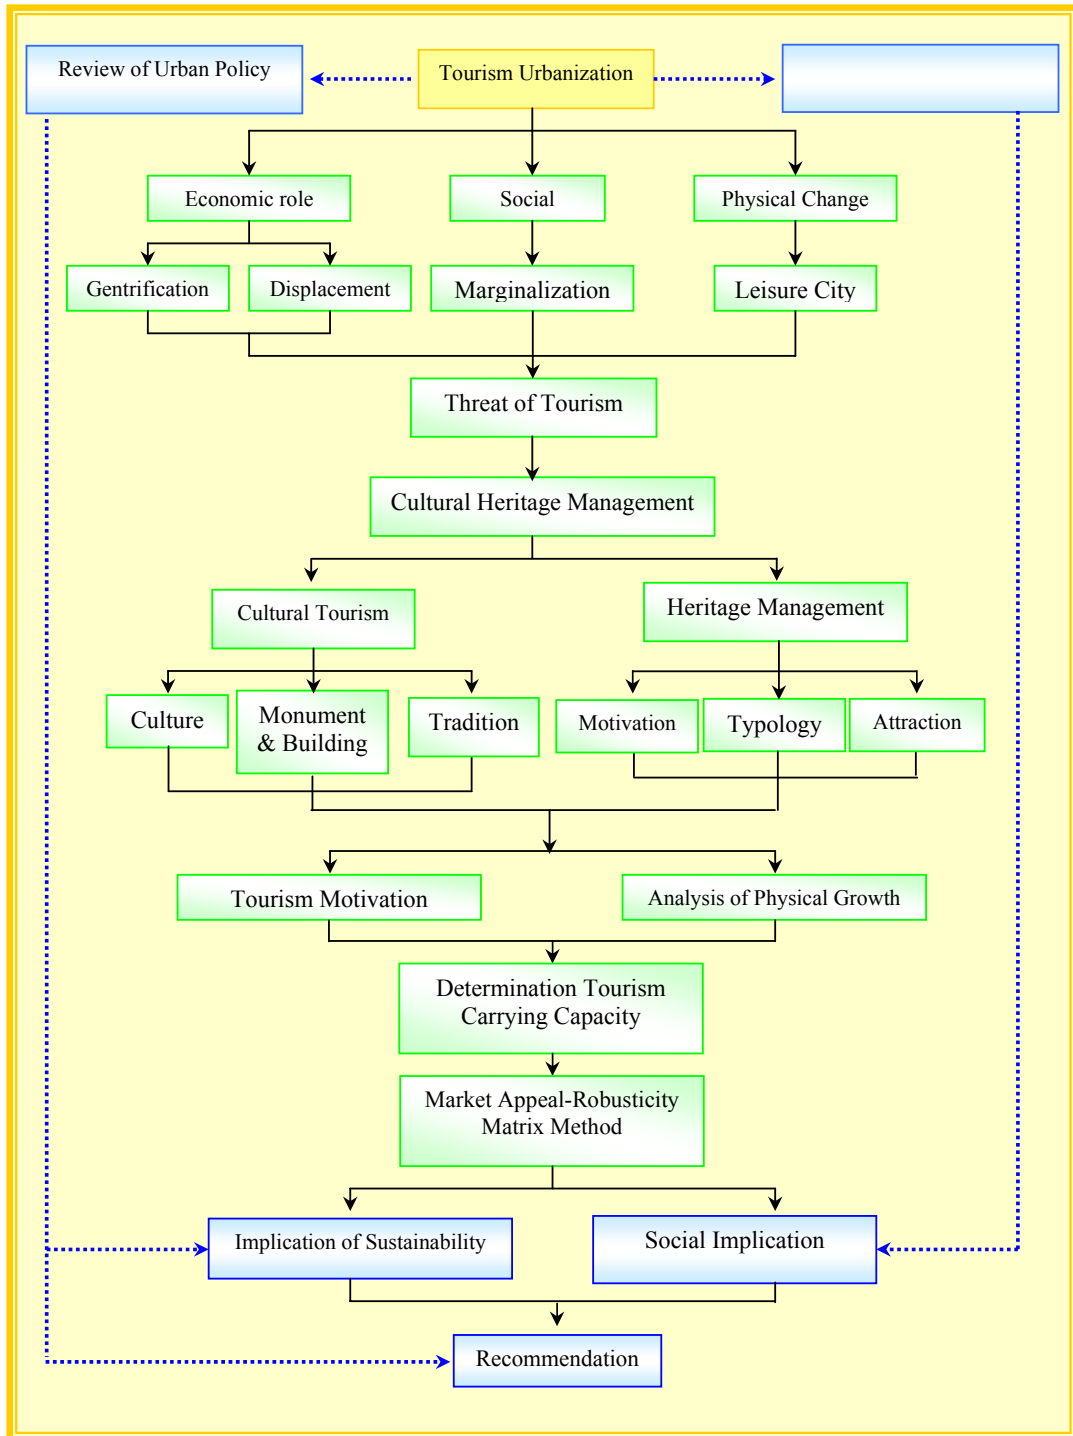 Review of Urban Policy
Tourism Urbanization
Economic role
Social
Physical Change
Gentrification
Displacement
Marginalization
Leisure City
Threat of Tourism
Cultural Heritage Management
Cultural Tourism
Heritage Management
Culture
Monument
& Building
Tradition
Motivation
Typology
Attraction
Tourism Motivation
Analysis of Physical Growth
Determination Tourism
Carrying Capacity
Market Appeal-Robusticity
Matrix Method
Implication of Sustainability
Social Implication
Recommendation